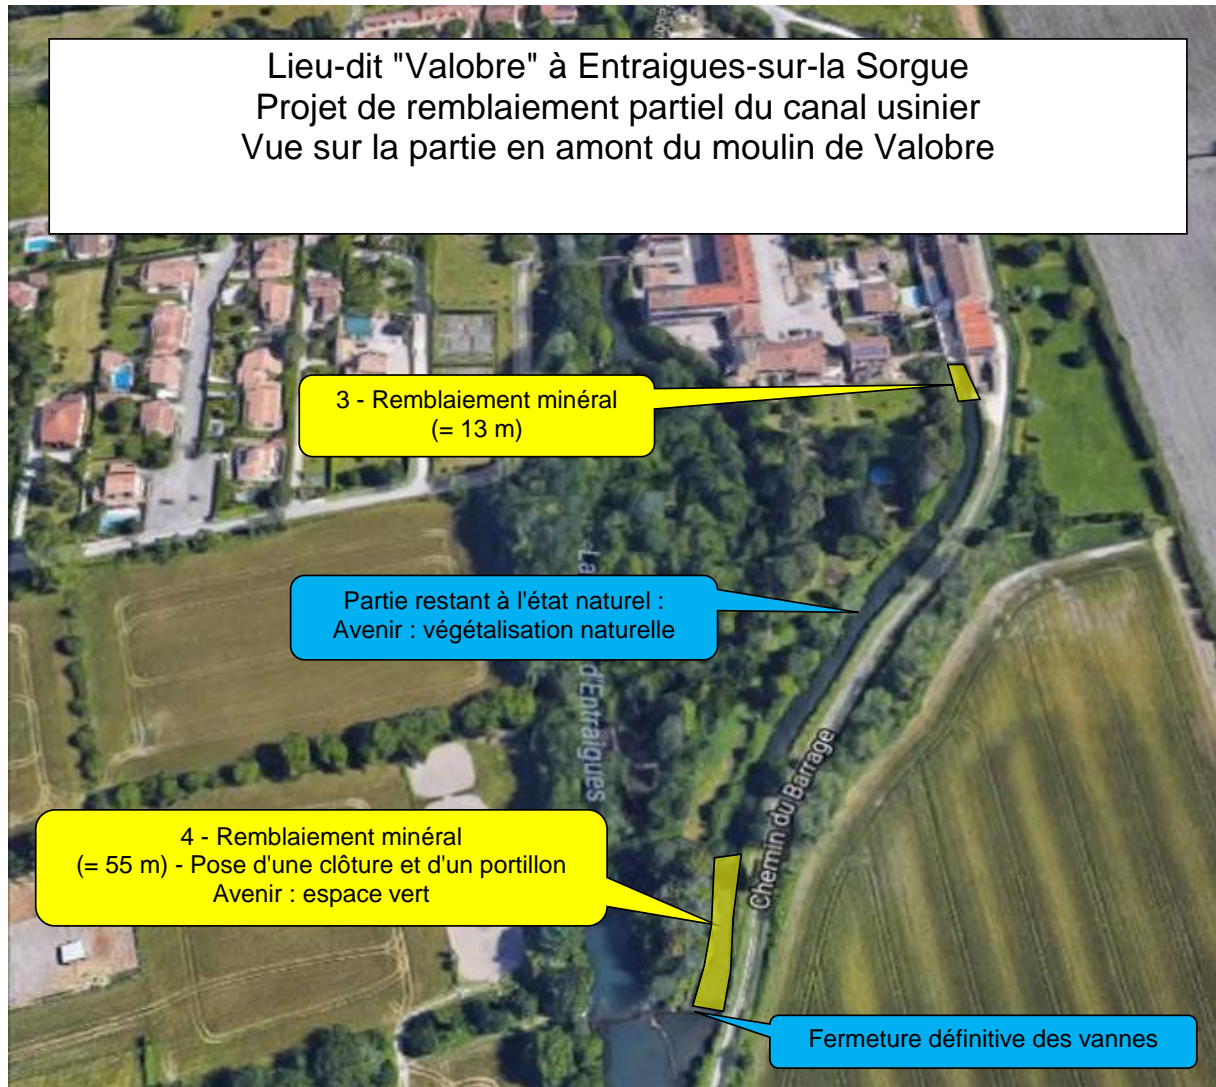 Lieu-dit "Valobre" à Entraigues-sur-la Sorgue
Projet de remblaiement partiel du canal usinier
Vue sur la partie en amont du moulin de Valobre
3 - Remblaiement minéral
(= 13 m)
La
d'Entraigues
Partie restant à l'état naturel :
Avenir : végétalisation naturelle
Chemin du Barrage
4 - Remblaiement minéral
(= 55 m) - Pose d'une clôture et d'un portillon
Avenir : espace vert
Fermeture définitive des vannes